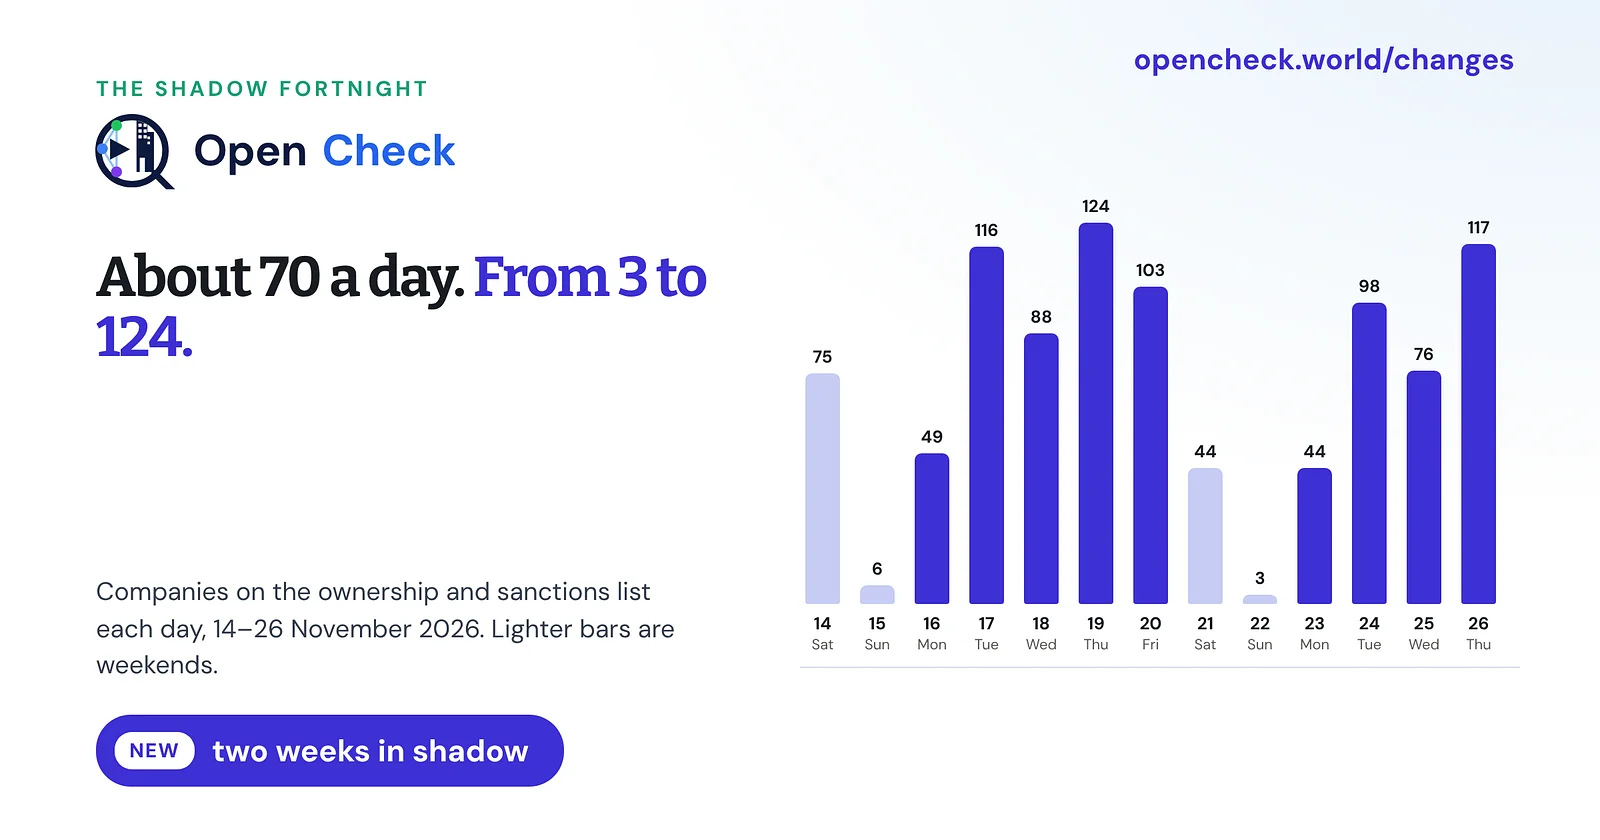 opencheck.world/changes
THE SHADOW FORTNIGHT
Open Check
About 70 a day. From 3 to
124.
Companies on the ownership and sanctions list
each day, 14–26 November 2026. Lighter bars are
weekends.
NEW two weeks in shadow
75 6 49 116 88 124 103 44 3 44 98 76 117
14 15 16 17 18 19 20 21 22 23 24 25 26
Sat Sun Mon Tue Wed Thu Fri Sat Sun Mon Tue Wed Thu